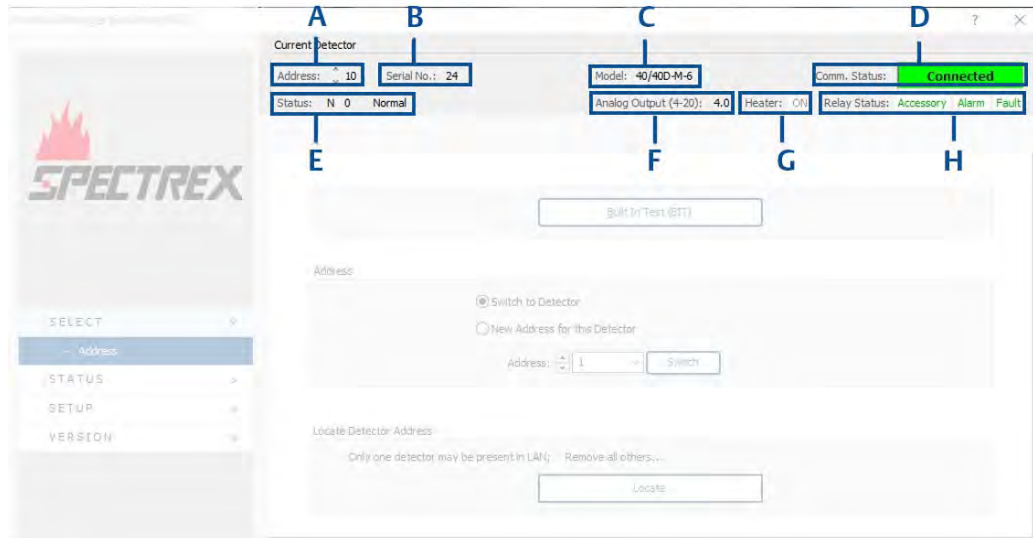 A B C D
? ×
Current Detector
Address: 10 Serial No.: 24 Model: 40/40D-M-6 Comm. Status: Connected
Status: N 0 Normal Analog Output (4-20): 4.0 Heater: ON Relay Status: Accessory Alarm Fault
E F G H
SPECTREX
Built In Test (BIT)
Address
Switch to Detector
New Address for this Detector
Address: 1 Switch
SELECT
– Address
STATUS >
SETUP
VERSION
Locate Detector Address
Only one detector may be present in LAN; Remove all others...
Locate